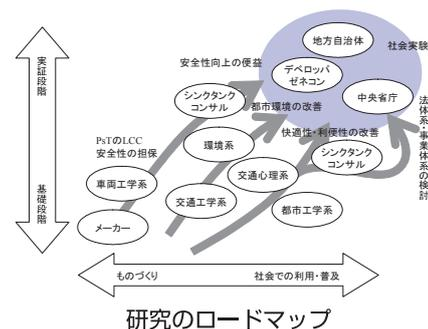 地方自治体
社会実験
安全性向上の便益
デベロッパ
ゼネコン
実証段階
シンクタンク
コンサル
中央省庁
都市環境の改善
法体系・事業体系の検討
快適性・利便性の改善
PsTのLCC
安全性の担保
環境系
シンクタンク
コンサル
車両工学系
交通心理系
基礎段階
交通工学系
都市工学系
メーカー
ものづくり
社会での利用・普及
研究のロードマップ